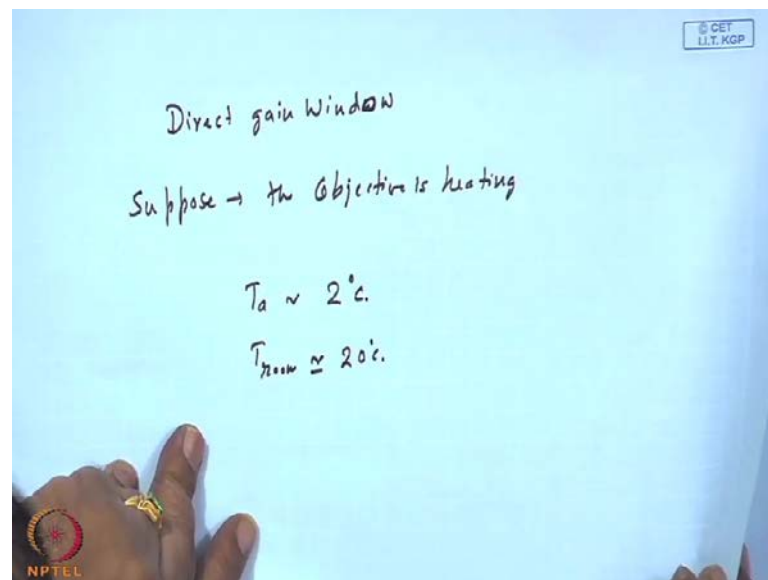 © CET
I.I.T. KGP
Direct gain Window
Suppose → the Objective is heating
Ta ~ 2°c.
Troom ≃ 20°c.
NPTEL